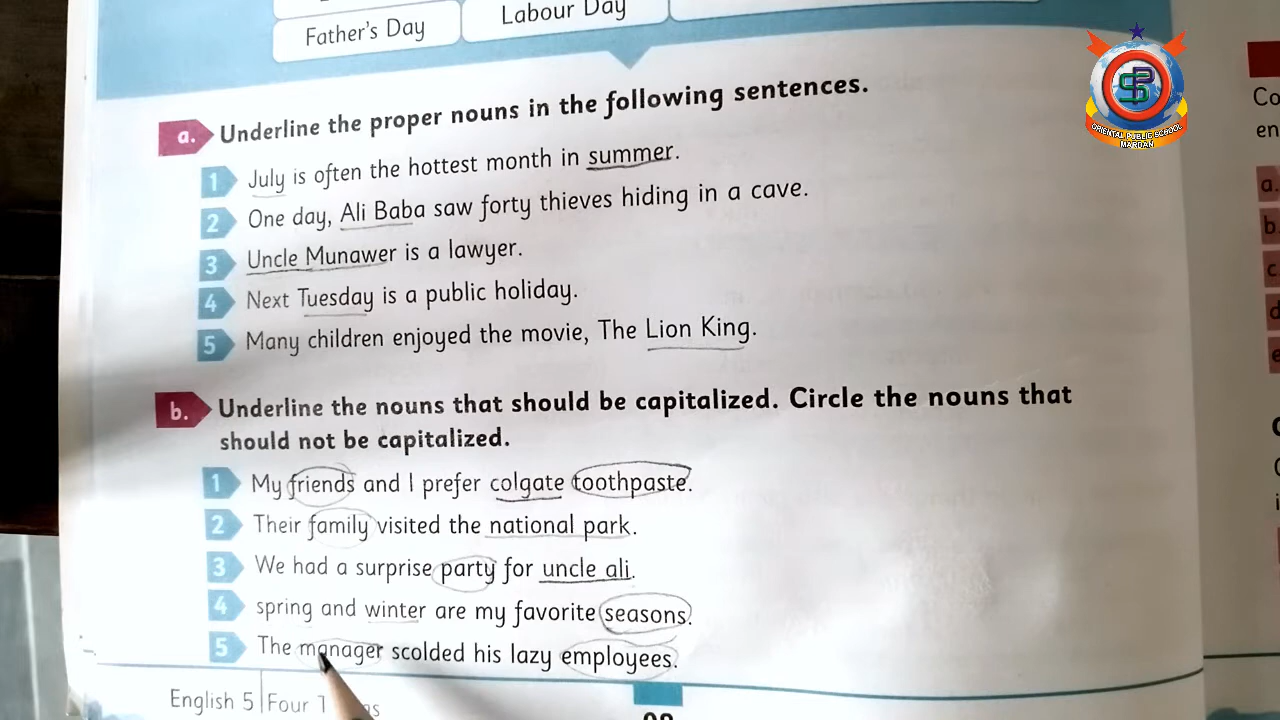 Father's Day
Labour Day
ORIENTAL PUBLIC SCHOOL
MARDAN
a. Underline the proper nouns in the following sentences.
1 July is often the hottest month in summer.
2 One day, Ali Baba saw forty thieves hiding in a cave.
3 Uncle Munawer is a lawyer.
4 Next Tuesday is a public holiday.
5 Many children enjoyed the movie, The Lion King.
b. Underline the nouns that should be capitalized. Circle the nouns that
should not be capitalized.
1 My friends and I prefer colgate toothpaste.
2 Their family visited the national park.
3 We had a surprise party for uncle ali.
4 spring and winter are my favorite seasons.
5 The manager scolded his lazy employees.
English 5 Four
a.
b.
c.
d
e